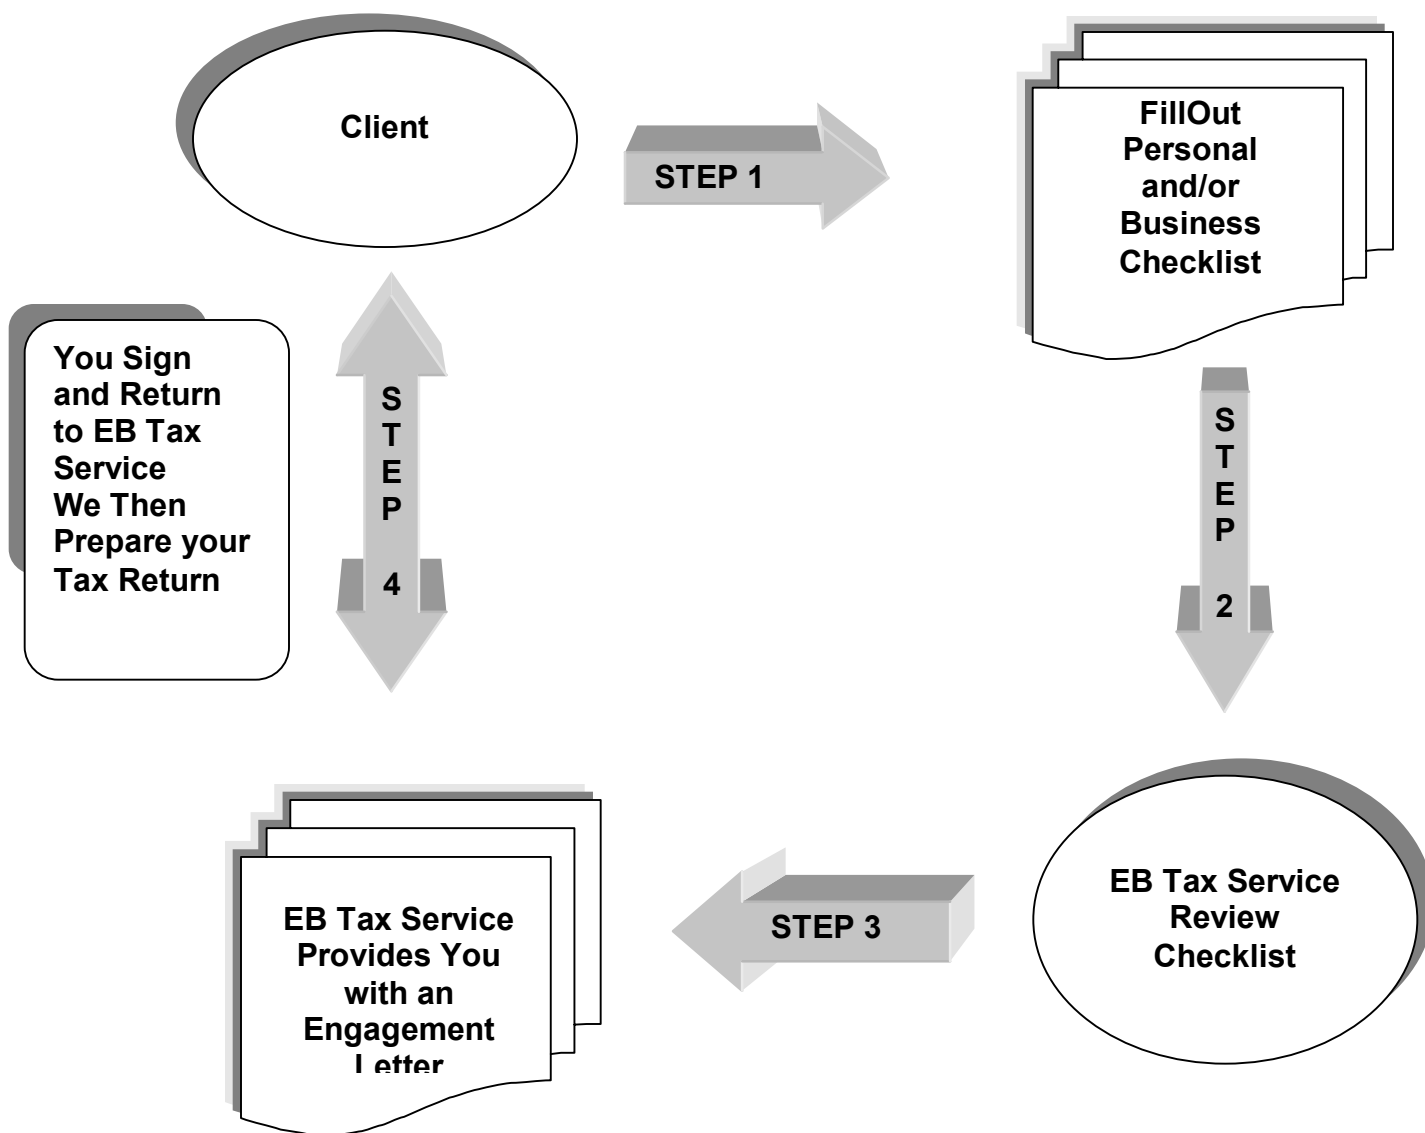 Client
STEP 1
FillOut
Personal
and/or
Business
Checklist
S
T
E
P
2
EB Tax Service
Review
Checklist
STEP 3
EB Tax Service
Provides You
with an
Engagement
Letter
S
T
E
P
4
You Sign
and Return
to EB Tax
Service
We Then
Prepare your
Tax Return